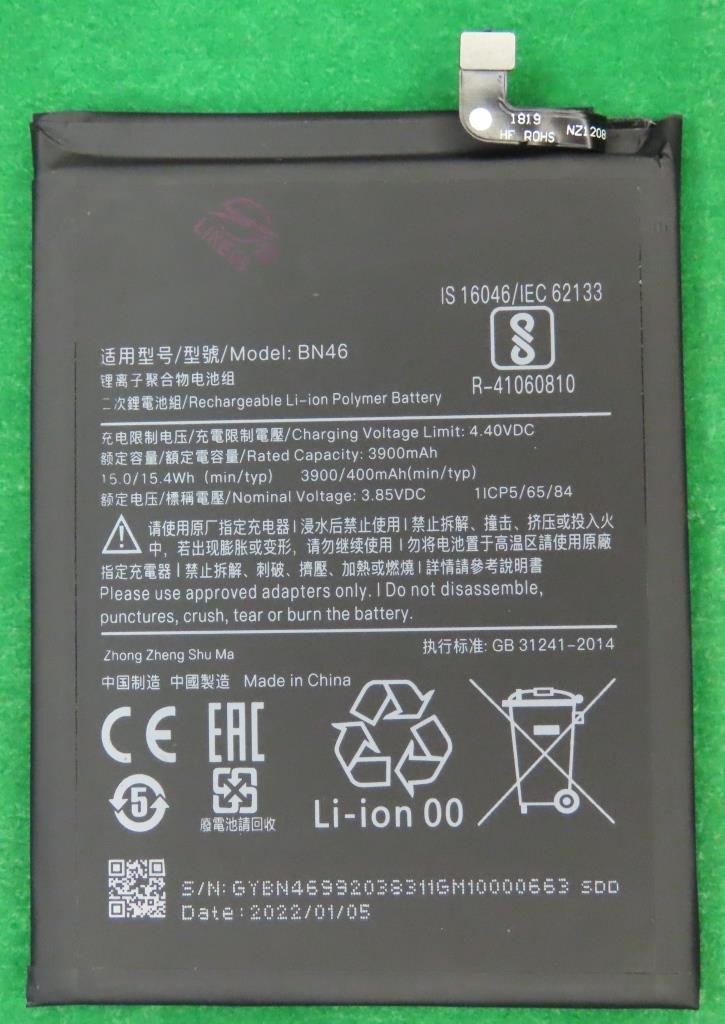 1819
HF ROHS NZ1208
IS 16046/IEC 62133
R-41060810
适用型号/型號/Model: BN46
锂离子聚合物电池组
二次鋰電池組/Rechargeable Li-ion Polymer Battery
充电限制电压/充電限制電壓/Charging Voltage Limit: 4.40VDC
额定容量/額定電容量/Rated Capacity: 3900mAh
15.0/15.4Wh (min/typ) 3900/400mAh(min/typ)
额定电压/標稱電壓/Nominal Voltage: 3.85VDC 1ICP5/65/84
请使用原厂指定充电器 | 浸水后禁止使用 | 禁止拆解、撞击、挤压或投入火
中，若出现膨胀或变形，请勿继续使用 | 勿将电池置于高温区請使用原廠
指定充電器 | 禁止拆解、刺破、擠壓、加熱或燃燒 | 詳情請參考說明書
Please use approved adapters only. | Do not disassemble,
punctures, crush, tear or burn the battery.
Zhong Zheng Shu Ma
执行标准: GB 31241-2014
中国制造 中國製造 Made in China
CE EAC
5
廢電池請回收
Li-ion 00
S/N: GYBN46992038311GM10000663 SDD
Date: 2022/01/05